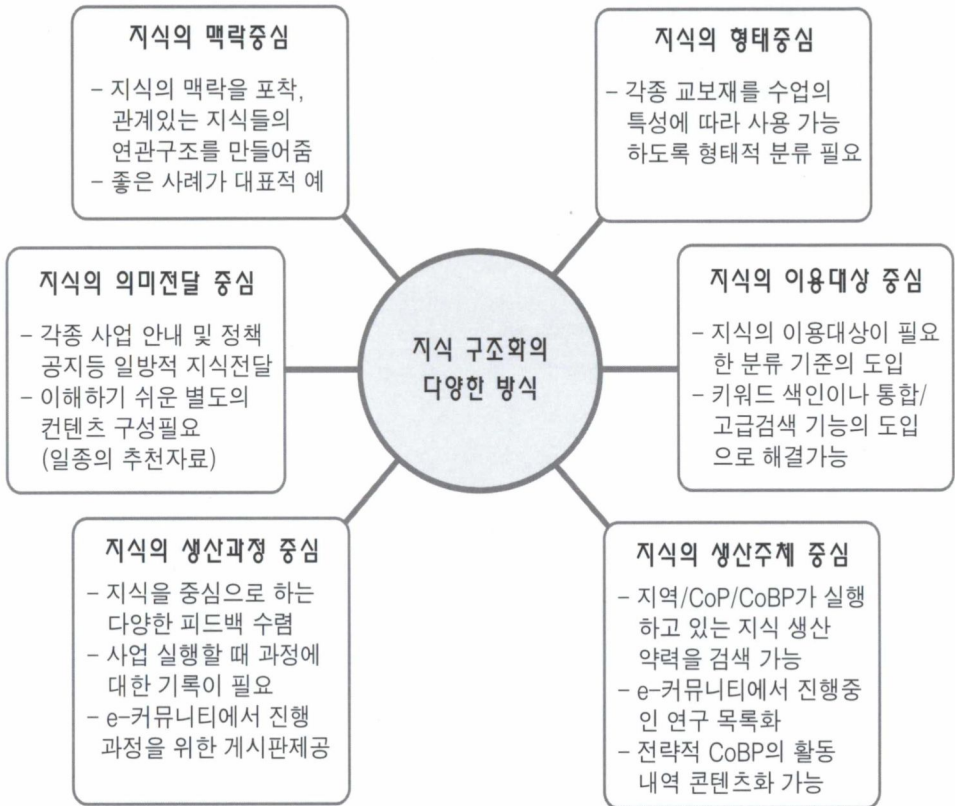 지식의 맥락중심
– 지식의 맥락을 포착,
관계있는 지식들의
연관구조를 만들어줌
– 좋은 사례가 대표적 예
지식의 형태중심
– 각종 교보재를 수업의
특성에 따라 사용 가능
하도록 형태적 분류 필요
지식의 의미전달 중심
– 각종 사업 안내 및 정책
공지등 일방적 지식전달
– 이해하기 쉬운 별도의
컨텐츠 구성필요
(일종의 추천자료)
지식 구조화의
다양한 방식
지식의 이용대상 중심
– 지식의 이용대상이 필요
한 분류 기준의 도입
– 키워드 색인이나 통합/
고급검색 기능의 도입
으로 해결가능
지식의 생산과정 중심
– 지식을 중심으로 하는
다양한 피드백 수렴
– 사업 실행할 때 과정에
대한 기록이 필요
– e–커뮤니티에서 진행
과정을 위한 게시판제공
지식의 생산주체 중심
– 지역/CoP/CoBP가 실행
하고 있는 지식 생산
약력을 검색 가능
– e–커뮤니티에서 진행중
인 연구 목록화
– 전략적 CoBP의 활동
내역 콘텐츠화 가능